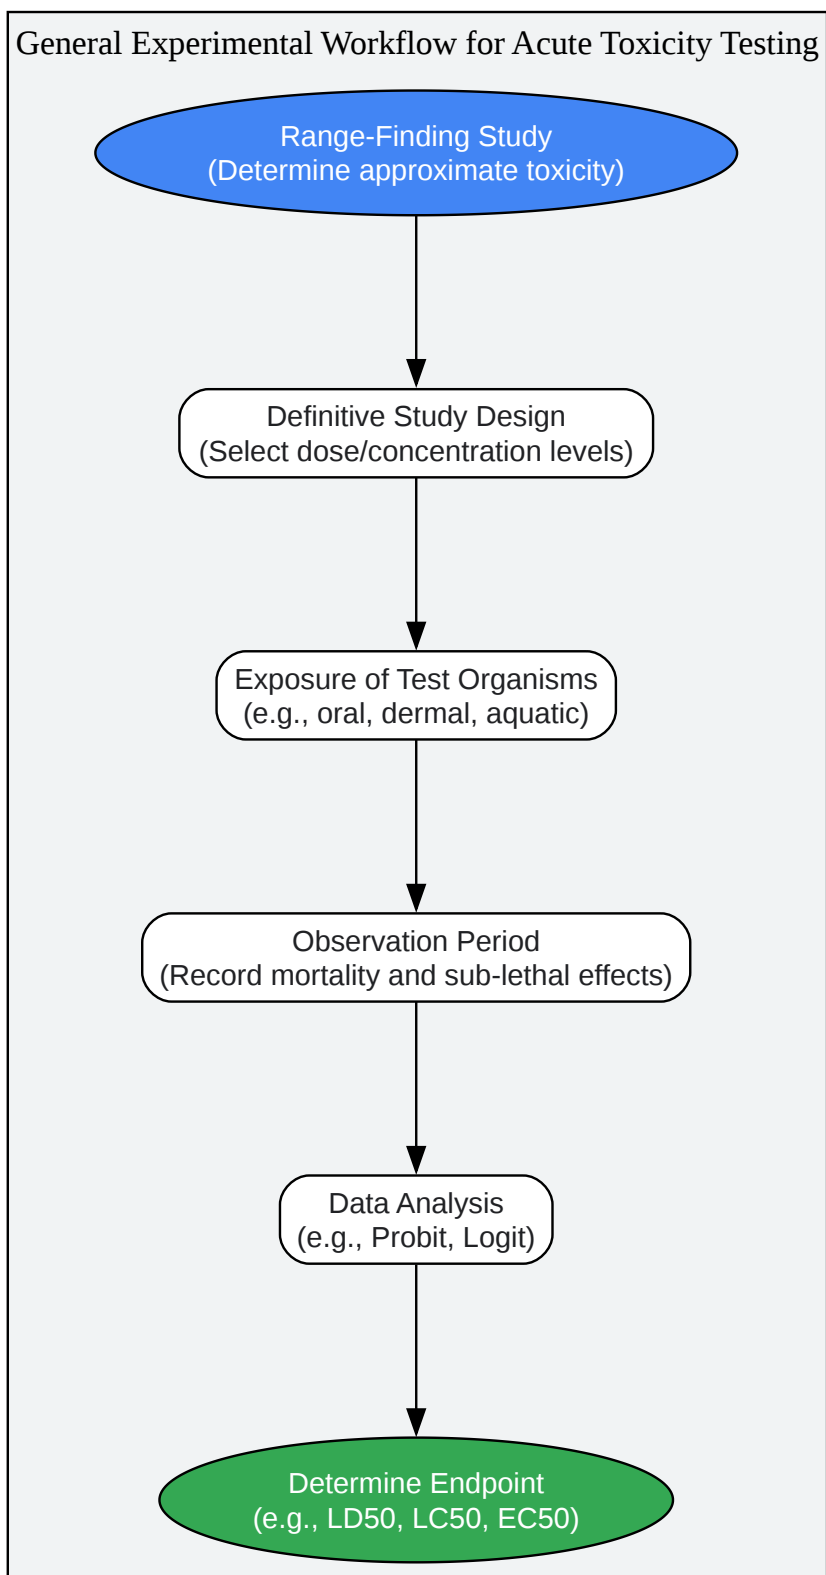 General Experimental Workflow for Acute Toxicity Testing
Range-Finding Study
(Determine approximate toxicity)
Definitive Study Design
(Select dose/concentration levels)
Exposure of Test Organisms
(e.g., oral, dermal, aquatic)
Observation Period
(Record mortality and sub-lethal effects)
Data Analysis
(e.g., Probit, Logit)
Determine Endpoint
(e.g., LD50, LC50, EC50)